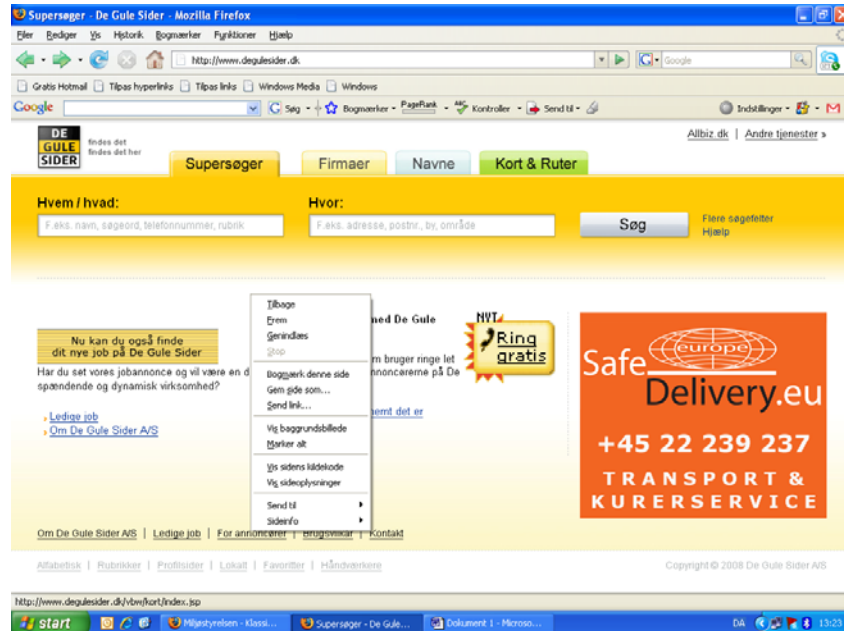 Supersøger - De Gule Sider - Mozilla Firefox
Filer Rediger Vis Historik Bogmærker Funktioner Hjælp
http://www.degulesider.dk
Google
Gratis Hotmail Tilpas hyperlinks Tilpas links Windows Media Windows
Google Søg Bogmærker PageRank Kontroller Send til Indstillinger
DE GULE SIDER
findes det
findes det her
Allbiz.dk | Andre tjenester »
Supersøger Firmaer Navne Kort & Ruter
Hvem / hvad: Hvor:
F.eks. navn, søgeord, telefonnummer, rubrik F.eks. adresse, postnr., by, område Søg
Flere søgefelter
Hjælp
Nu kan du også finde
dit nye job på De Gule Sider
Har du set vores jobannonce og vil være en d
spændende og dynamisk virksomhed?
Ledige job
Om De Gule Sider A/S
Tilbage
Frem
Genindlæs
Stop
Bogmærk denne side
Gem side som...
Send link...
Vis baggrundsbillede
Marker alt
Vis sidens kildekode
Vis sideoplysninger
Send til
Sideinfo
med De Gule
m bruger ringe let
nnoncørerne på De
nemt det er
NYT
Ring
gratis
Safe europe
Delivery.eu
+45 22 239 237
TRANSPORT &
KURERSERVICE
Om De Gule Sider A/S | Ledige job | For annoncører | Brugsvilkår | Kontakt
Alfabetisk | Rubrikker | Profilsider | Lokalt | Favoritter | Håndværkere
Copyright © 2008 De Gule Sider A/S
http://www.degulesider.dk/vbw/kort/index.jsp
start Miljøstyrelsen - Klassi... Supersøger - De Gule... Dokument 1 - Microso... DA 13:23